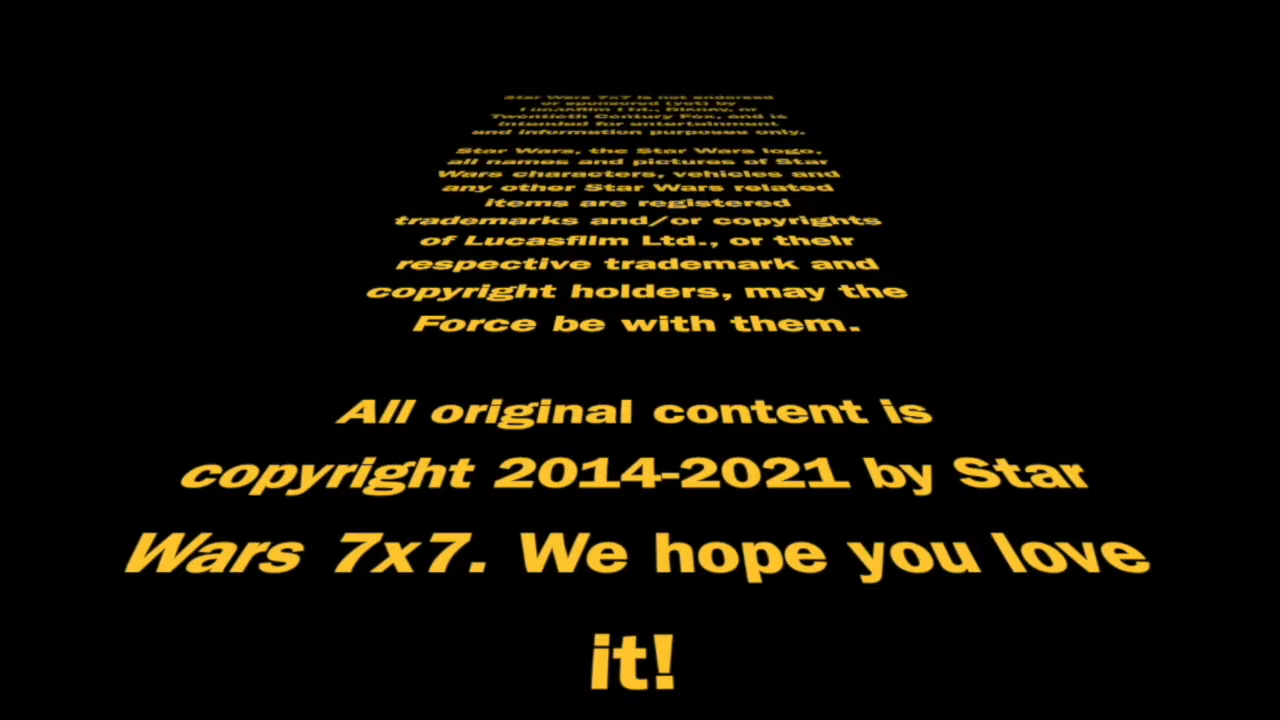 Star Wars 7x7 is not endorsed
or sponsored (yet) by
Lucasfilm Ltd., Disney, or
Twentieth Century Fox, and is
intended for entertainment
and information purposes only.
Star Wars, the Star Wars logo,
all names and pictures of Star
Wars characters, vehicles and
any other Star Wars related
items are registered
trademarks and/or copyrights
of Lucasfilm Ltd., or their
respective trademark and
copyright holders, may the
Force be with them.
All original content is
copyright 2014-2021 by Star
Wars 7x7. We hope you love
it!